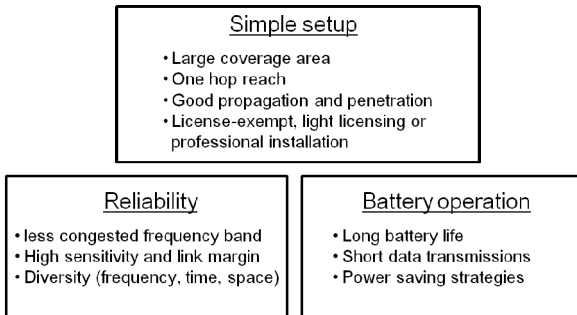 Simple setup
• Large coverage area
• One hop reach
• Good propagation and penetration
• License-exempt, light licensing or
professional installation
Reliability
• less congested frequency band
• High sensitivity and link margin
• Diversity (frequency, time, space)
Battery operation
• Long battery life
• Short data transmissions
• Power saving strategies